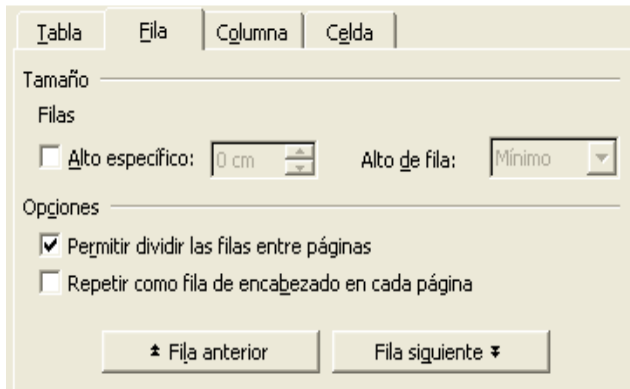 Tabla Fila Columna Celda
Tamaño
Filas
Alto específico: 0 cm Alto de fila: Mínimo
Opciones
Permitir dividir las filas entre páginas
Repetir como fila de encabezado en cada página
Fila anterior Fila siguiente